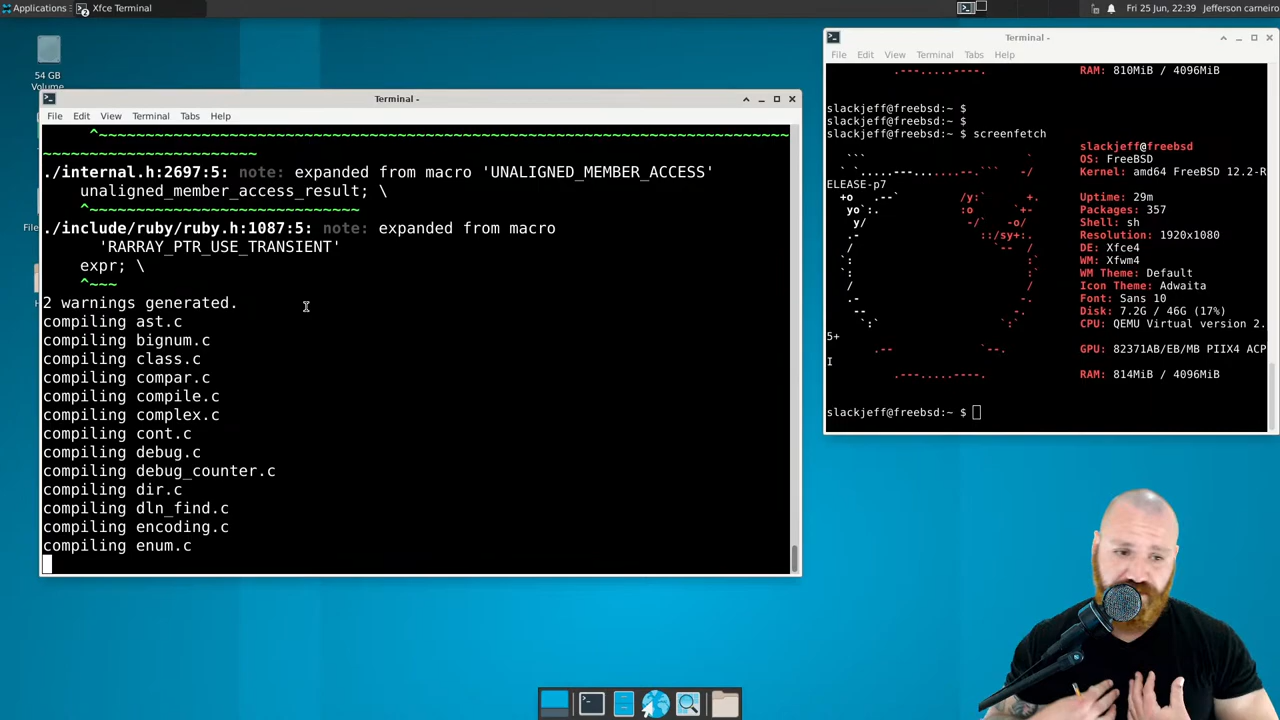 Applications
Xfce Terminal
Fri 25 Jun, 22:39
Jefferson carneiro
54 GB
Volume
Terminal -
File Edit View Terminal Tabs Help
^~~~~~~~~~~~~~~~~~~~~~~~~~~~~~~~~~~~~~~~~~~~~~~~~~~~~~~~~~~~~~~~~~~~~~~~~~~
~~~~~~~~~~~~~~~~~~~~~~~
./internal.h:2697:5: note: expanded from macro 'UNALIGNED_MEMBER_ACCESS'
unaligned_member_access_result; \
^~~~~~~~~~~~~~~~~~~~~~~~~~~~~~
./include/ruby/ruby.h:1087:5: note: expanded from macro
'RARRAY_PTR_USE_TRANSIENT'
expr; \
^~~~
2 warnings generated.
compiling ast.c
compiling bignum.c
compiling class.c
compiling compar.c
compiling compile.c
compiling complex.c
compiling cont.c
compiling debug.c
compiling debug_counter.c
compiling dir.c
compiling dln_find.c
compiling encoding.c
compiling enum.c
Terminal -
File Edit View Terminal Tabs Help
RAM: 810MiB / 4096MiB
slackjeff@freebsd:~ $
slackjeff@freebsd:~ $
slackjeff@freebsd:~ $ screenfetch
slackjeff@freebsd
OS: FreeBSD
Kernel: amd64 FreeBSD 12.2-R
ELEASE-p7
Uptime: 29m
Packages: 357
Shell: sh
Resolution: 1920x1080
DE: Xfce4
WM: Xfwm4
WM Theme: Default
Icon Theme: Adwaita
Font: Sans 10
Disk: 7.2G / 46G (17%)
CPU: QEMU Virtual version 2.
5+
GPU: 82371AB/EB/MB PIIX4 ACP
I
RAM: 814MiB / 4096MiB
slackjeff@freebsd:~ $